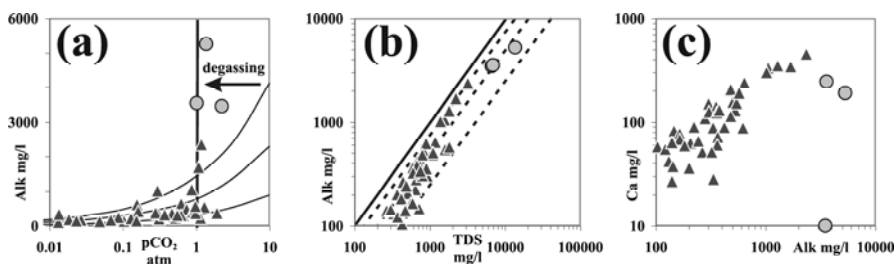 (a)
6000
3000
0
Alk mg/l
degassing
0.01 0.1 1 10
pCO2
atm
(b)
10000
1000
100
Alk mg/l
100 1000 10000 100000
TDS
mg/l
(c)
1000
100
10
Ca mg/l
100 1000 Alk mg/l 10000